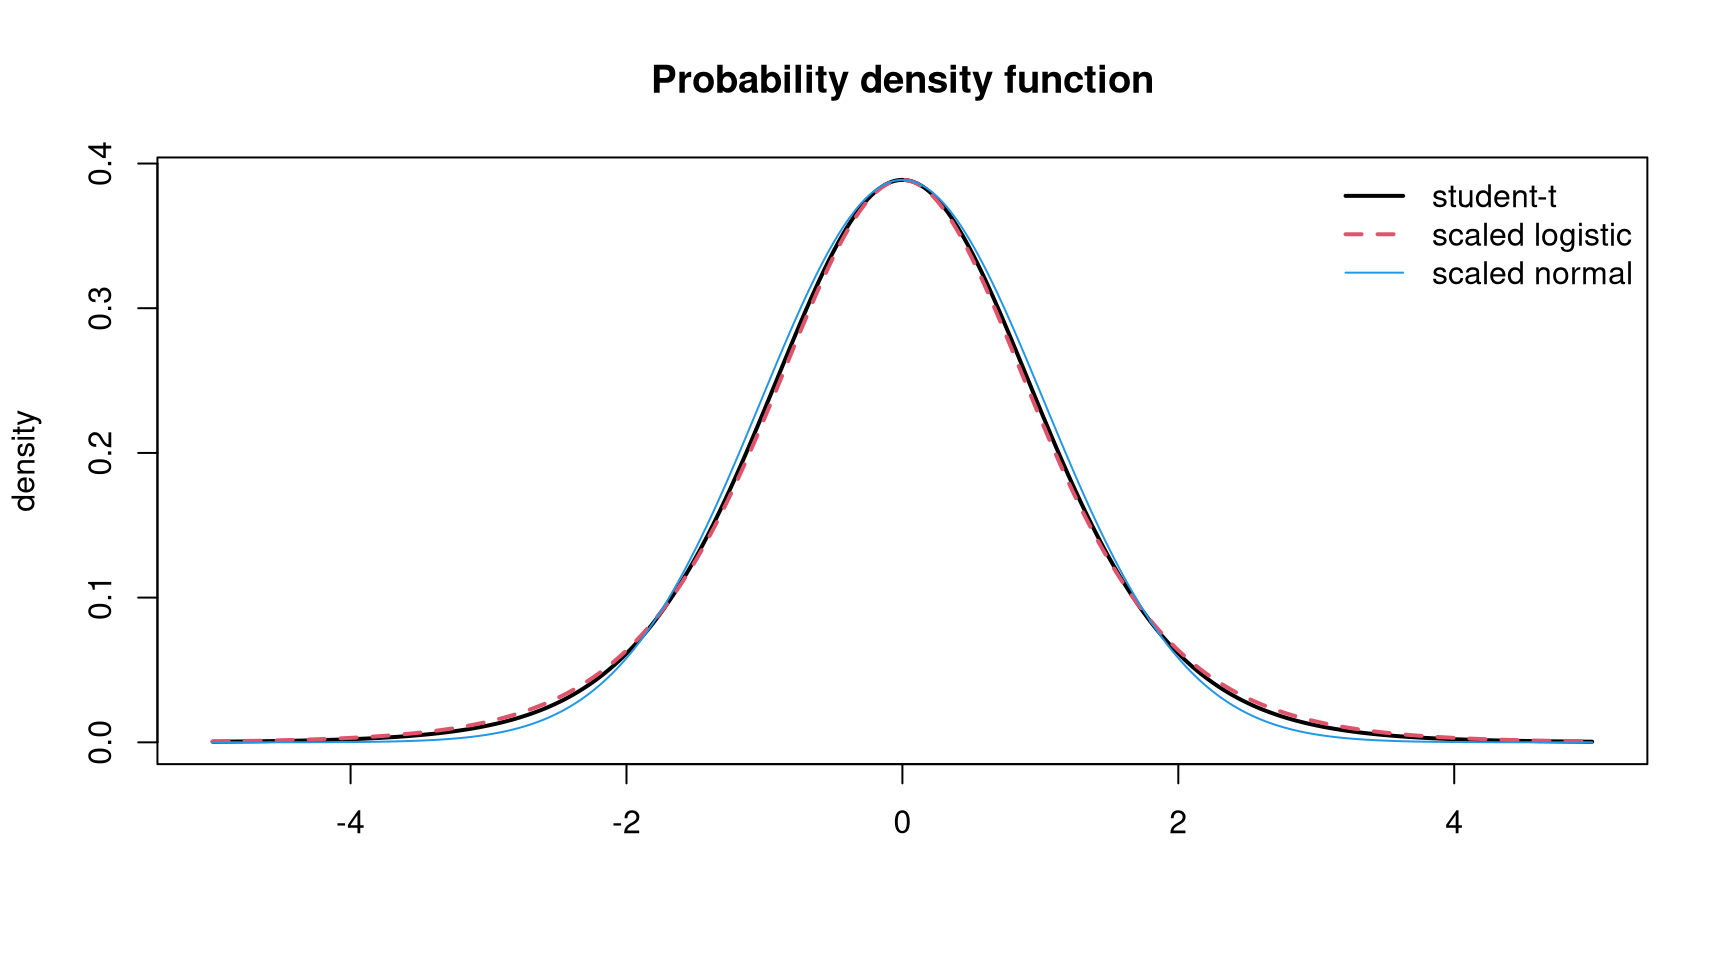 Probability density function
student-t
scaled logistic
scaled normal
density
0.4
0.3
0.2
0.1
0.0
-4
-2
0
2
4